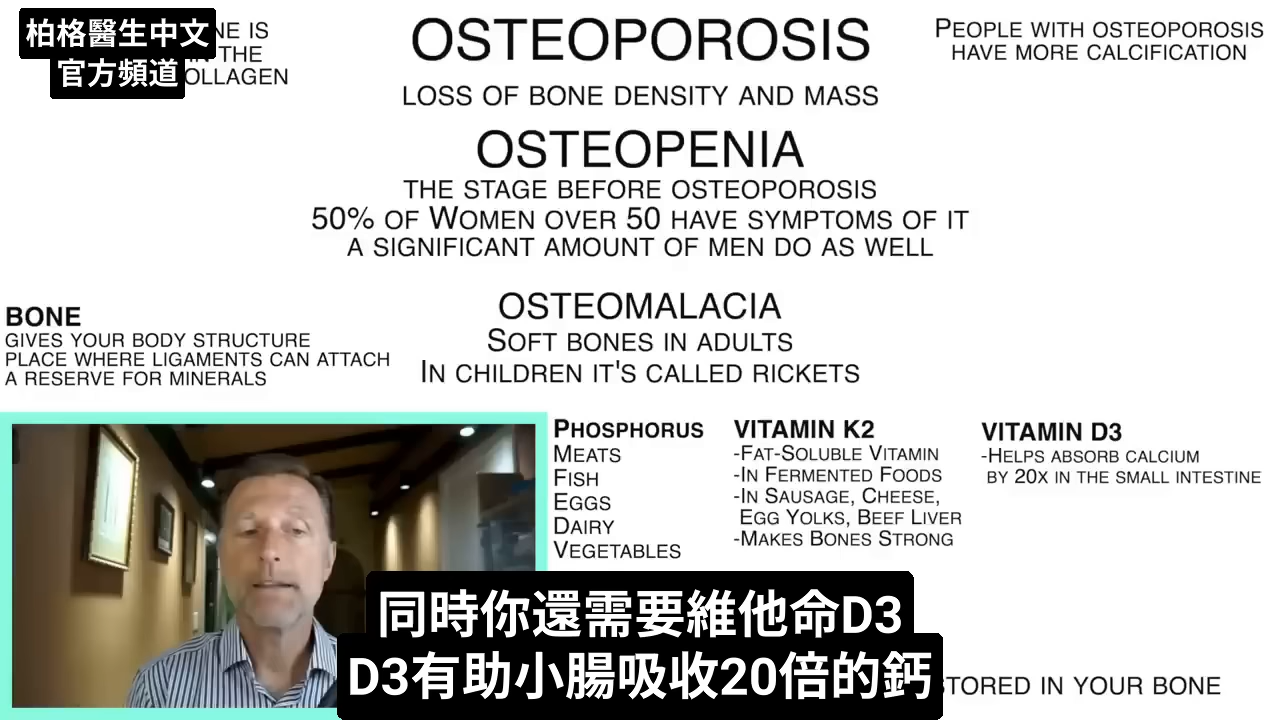 柏格醫生中文
官方頻道
NE IS
THE
OLLAGEN
OSTEOPOROSIS
LOSS OF BONE DENSITY AND MASS
PEOPLE WITH OSTEOPOROSIS
HAVE MORE CALCIFICATION
OSTEOPENIA
THE STAGE BEFORE OSTEOPOROSIS
50% OF WOMEN OVER 50 HAVE SYMPTOMS OF IT
A SIGNIFICANT AMOUNT OF MEN DO AS WELL
OSTEOMALACIA
SOFT BONES IN ADULTS
IN CHILDREN IT'S CALLED RICKETS
BONE
GIVES YOUR BODY STRUCTURE
PLACE WHERE LIGAMENTS CAN ATTACH
A RESERVE FOR MINERALS
PHOSPHORUS
MEATS
FISH
EGGS
DAIRY
VEGETABLES
VITAMIN K2
-FAT-SOLUBLE VITAMIN
-IN FERMENTED FOODS
-IN SAUSAGE, CHEESE,
EGG YOLKS, BEEF LIVER
-MAKES BONES STRONG
VITAMIN D3
-HELPS ABSORB CALCIUM
BY 20X IN THE SMALL INTESTINE
同時你還需要維他命D3
D3有助小腸吸收20倍的鈣
STORED IN YOUR BONE